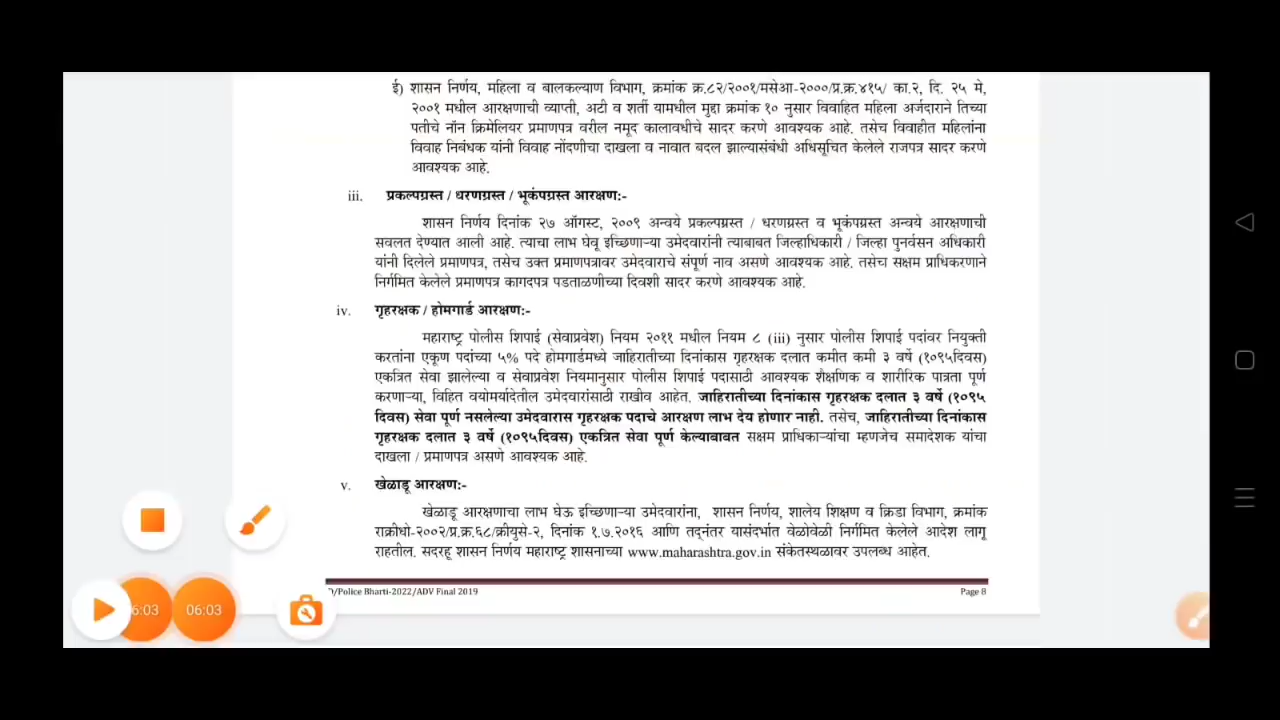 ई) शासन निर्णय, महिला व बालकल्याण विभाग, क्रमांक क्र.८२/२००१/मसेआ-२०००/प्र.क्र.४१५/ का.२, दि. २५ मे,
२००१ मधील आरक्षणाची व्याप्ती, अटी व शर्ती यामधील मुद्दा क्रमांक १० नुसार विवाहित महिला अर्जदाराने तिच्या
पतीचे नॉन क्रिमेलियर प्रमाणपत्र वरील नमूद कालावधीचे सादर करणे आवश्यक आहे. तसेच विवाहीत महिलांना
विवाह निबंधक यांनी विवाह नोंदणीचा दाखला व नावात बदल झाल्यासंबंधी अधिसूचित केलेले राजपत्र सादर करणे
आवश्यक आहे.
iii. प्रकल्पग्रस्त / धरणग्रस्त / भूकंपग्रस्त आरक्षण:-
शासन निर्णय दिनांक २७ ऑगस्ट, २००९ अन्वये प्रकल्पग्रस्त / धरणग्रस्त व भूकंपग्रस्त अन्वये आरक्षणाची
सवलत देण्यात आली आहे. त्याचा लाभ घेवू इच्छिणाऱ्या उमेदवारांनी त्याबाबत जिल्हाधिकारी / जिल्हा पुनर्वसन अधिकारी
यांनी दिलेले प्रमाणपत्र, तसेच उक्त प्रमाणपत्रावर उमेदवाराचे संपूर्ण नाव असणे आवश्यक आहे. तसेच सक्षम प्राधिकरणाने
निर्गमित केलेले प्रमाणपत्र कागदपत्र पडताळणीच्या दिवशी सादर करणे आवश्यक आहे.
iv. गृहरक्षक / होमगार्ड आरक्षण:-
महाराष्ट्र पोलीस शिपाई (सेवाप्रवेश) नियम २०११ मधील नियम ८ (iii) नुसार पोलीस शिपाई पदांवर नियुक्ती
करतांना एकूण पदांच्या ५% पदे होमगार्डमध्ये जाहिरातीच्या दिनांकास गृहरक्षक दलात कमीत कमी ३ वर्षे (१०९५दिवस)
एकत्रित सेवा झालेल्या व सेवाप्रवेश नियमानुसार पोलीस शिपाई पदासाठी आवश्यक शैक्षणिक व शारीरिक पात्रता पूर्ण
करणाऱ्या, विहित वयोमर्यादेतील उमेदवारांसाठी राखीव आहेत. जाहिरातीच्या दिनांकास गृहरक्षक दलात ३ वर्षे (१०९५
दिवस) सेवा पूर्ण नसलेल्या उमेदवारास गृहरक्षक पदाचे आरक्षण लाभ देय होणार नाही. तसेच, जाहिरातीच्या दिनांकास
गृहरक्षक दलात ३ वर्षे (१०९५दिवस) एकत्रित सेवा पूर्ण केल्याबाबत सक्षम प्राधिकाऱ्यांचा म्हणजेच समादेशक यांचा
दाखला / प्रमाणपत्र असणे आवश्यक आहे.
v. खेळाडू आरक्षण:-
खेळाडू आरक्षणाचा लाभ घेऊ इच्छिणाऱ्या उमेदवारांना, शासन निर्णय, शालेय शिक्षण व क्रिडा विभाग, क्रमांक
राक्रीधो-२००२/प्र.क्र.६८/क्रीयुसे-२, दिनांक १.७.२०१६ आणि तद्नंतर यासंदर्भात वेळोवेळी निर्गमित केलेले आदेश लागू
राहतील. सदरहू शासन निर्णय महाराष्ट्र शासनाच्या www.maharashtra.gov.in संकेतस्थळावर उपलब्ध आहेत.
/Police Bharti-2022/ADV Final 2019 Page 8
6:03 06:03